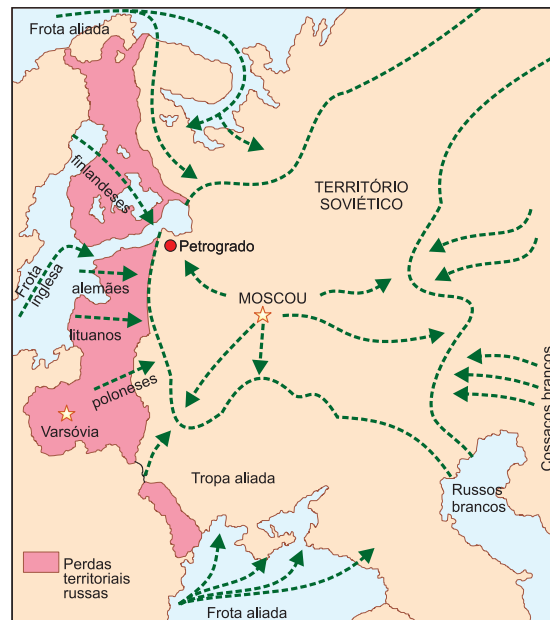 Frota aliada
finlandeses
TERRITÓRIO
SOVIÉTICO
Petrogrado
Frota
inglesa
alemães
MOSCOU
lituanos
poloneses
Varsóvia
Cossacos brancos
Tropa aliada
Russos
brancos
Perdas
territoriais
russas
Frota aliada